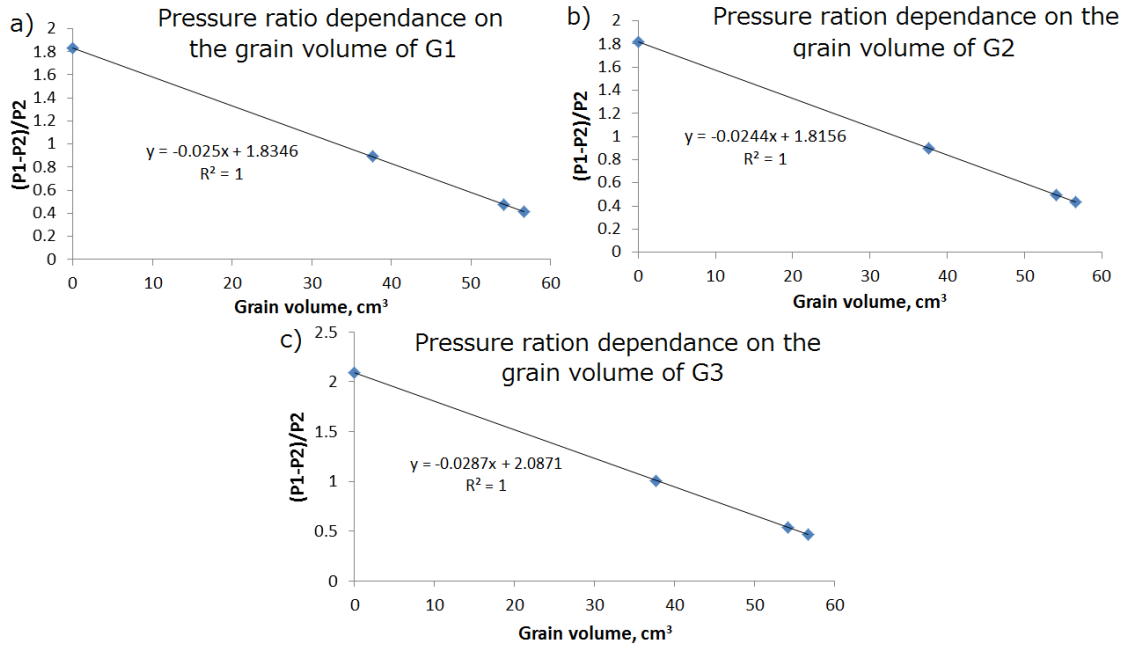 a)
Pressure ratio dependance on
the grain volume of G1
(P1-P2)/P2
2
1.8
1.6
1.4
1.2
1
0.8
0.6
0.4
0.2
0
y = -0.025x + 1.8346
R² = 1
0 10 20 30 40 50 60
Grain volume, cm³
b)
Pressure ration dependance on the
grain volume of G2
(P1-P2)/P2
2
1.8
1.6
1.4
1.2
1
0.8
0.6
0.4
0.2
0
y = -0.0244x + 1.8156
R² = 1
0 10 20 30 40 50 60
Grain volume, cm³
c)
Pressure ration dependance on the
grain volume of G3
(P1-P2)/P2
2.5
2
1.5
1
0.5
0
y = -0.0287x + 2.0871
R² = 1
0 10 20 30 40 50 60
Grain volume, cm³